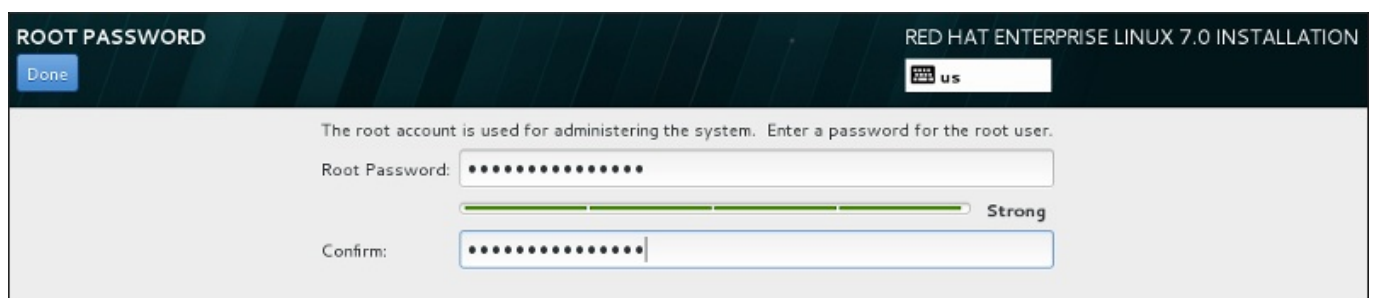 ROOT PASSWORD
RED HAT ENTERPRISE LINUX 7.0 INSTALLATION
Done
us
The root account is used for administering the system. Enter a password for the root user.
Root Password: •••••••••••••••
Strong
Confirm: •••••••••••••••